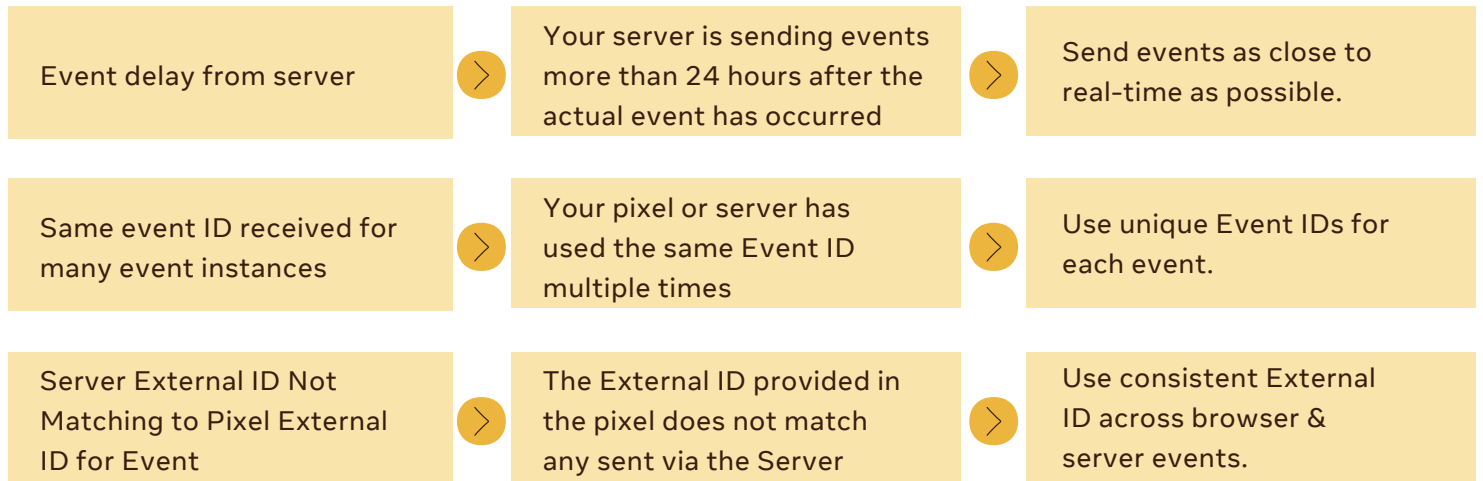 Event delay from server
Your server is sending events
more than 24 hours after the
actual event has occurred
Send events as close to
real-time as possible.
Same event ID received for
many event instances
Your pixel or server has
used the same Event ID
multiple times
Use unique Event IDs for
each event.
Server External ID Not
Matching to Pixel External
ID for Event
The External ID provided in
the pixel does not match
any sent via the Server
Use consistent External
ID across browser &
server events.